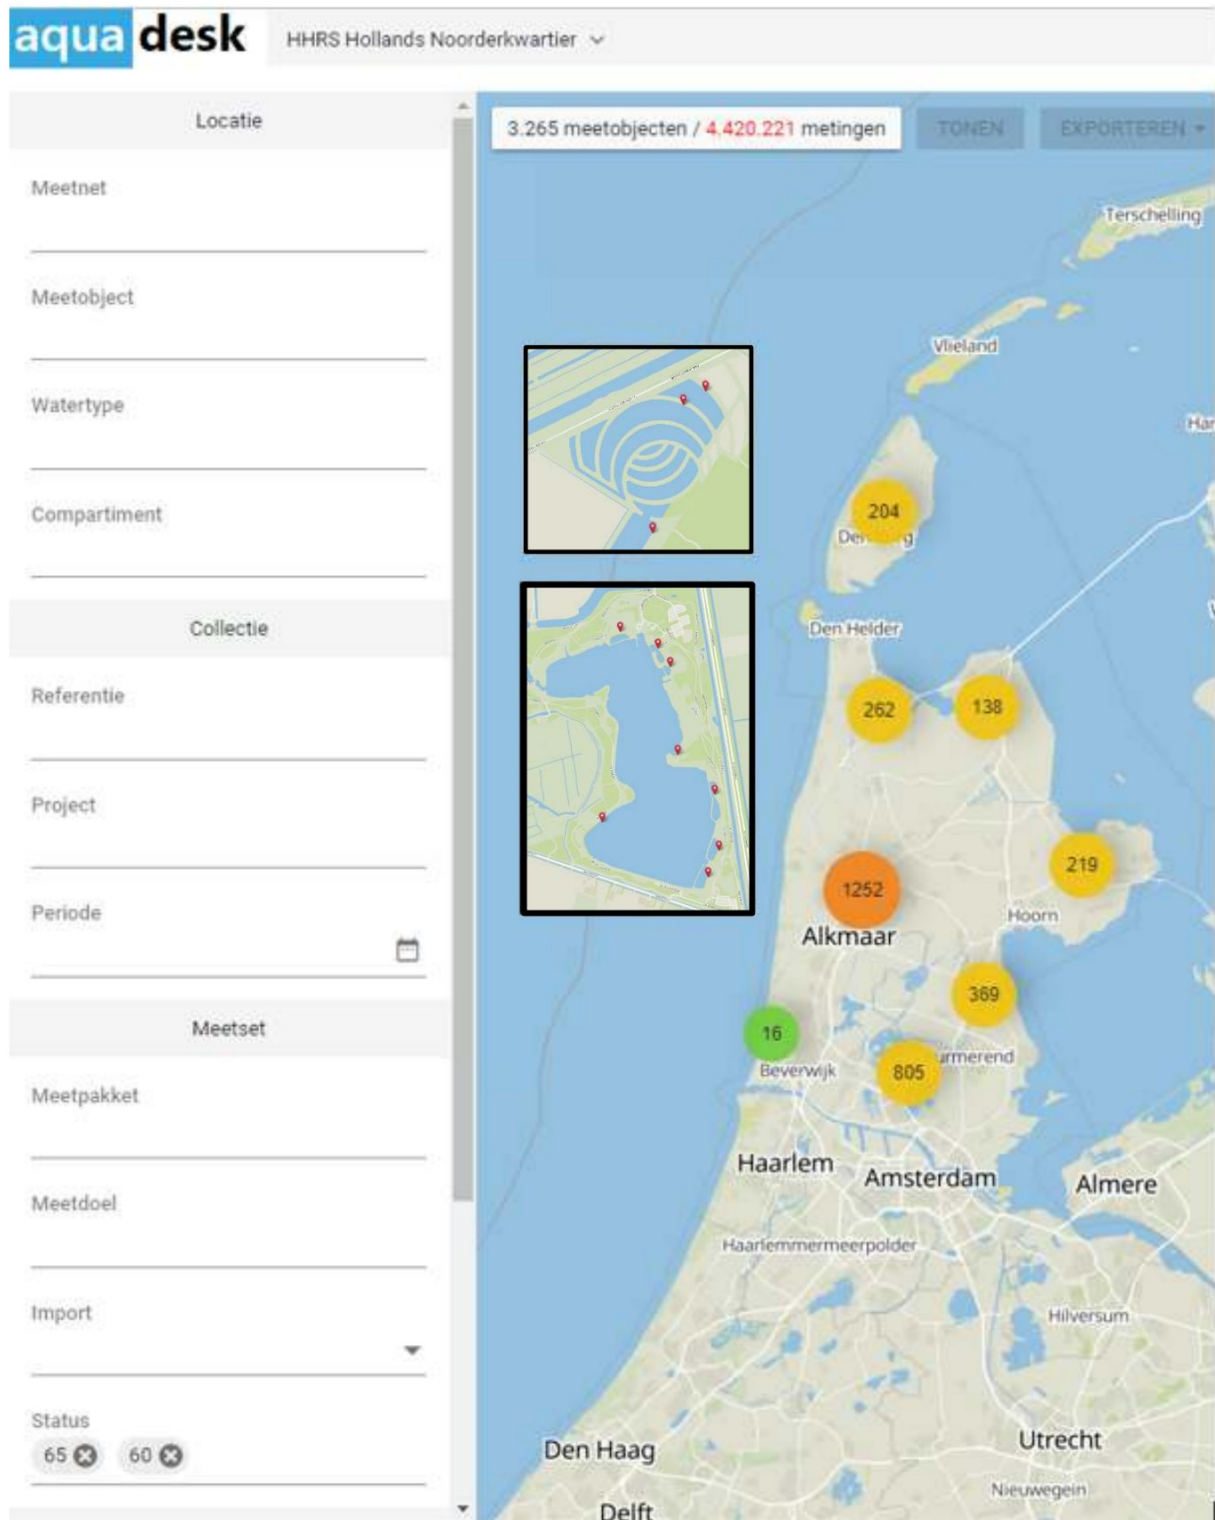 aqua desk
HHRS Hollands Noorderkwartier
Locatie
Meetnet
Meetobject
Watertype
Compartiment
Collectie
Referentie
Project
Periode
Meetset
Meetpakket
Meetdoel
Import
Status
65 60
3.265 meetobjecten / 4.420.221 metingen
TONEN
EXPORTEREN
Terschelling
Vlieland
Har
204
Den Helder
262
138
219
1252
Hoorn
Alkmaar
369
16
Beverwijk
805
urmerend
Haarlem
Amsterdam
Almere
Haarlemmermeerpolder
Hilversum
Den Haag
Utrecht
Nieuwegein
Delft